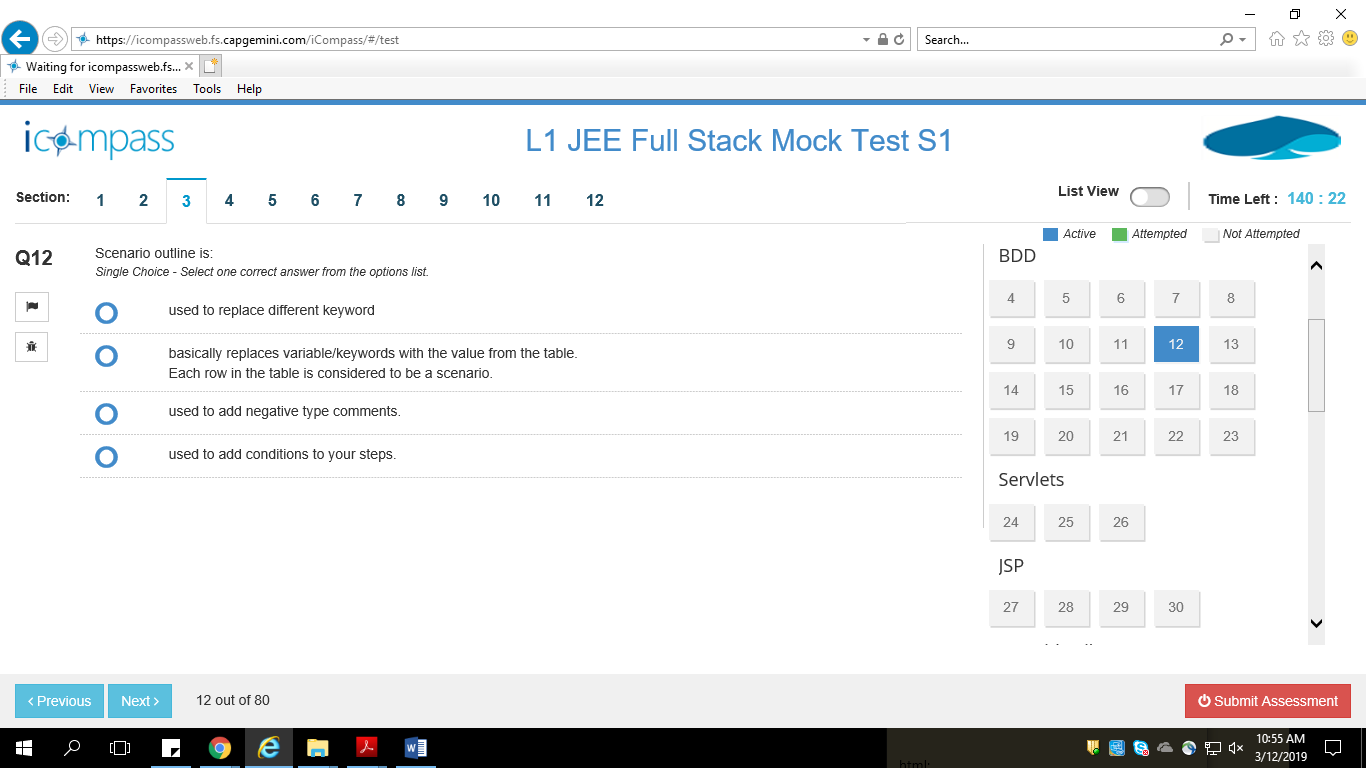 https://icompassweb.fs.capgemini.com/iCompass/#/test
Search...
Waiting for icompassweb.fs...
File Edit View Favorites Tools Help
icompass
L1 JEE Full Stack Mock Test S1
Section: 1 2 3 4 5 6 7 8 9 10 11 12
List View
Time Left : 140 : 22
Active Attempted Not Attempted
Q12
Scenario outline is:
Single Choice - Select one correct answer from the options list.
used to replace different keyword
basically replaces variable/keywords with the value from the table.
Each row in the table is considered to be a scenario.
used to add negative type comments.
used to add conditions to your steps.
BDD
4 5 6 7 8
9 10 11 12 13
14 15 16 17 18
19 20 21 22 23
Servlets
24 25 26
JSP
27 28 29 30
‹ Previous Next › 12 out of 80
Submit Assessment
html:
10:55 AM
3/12/2019